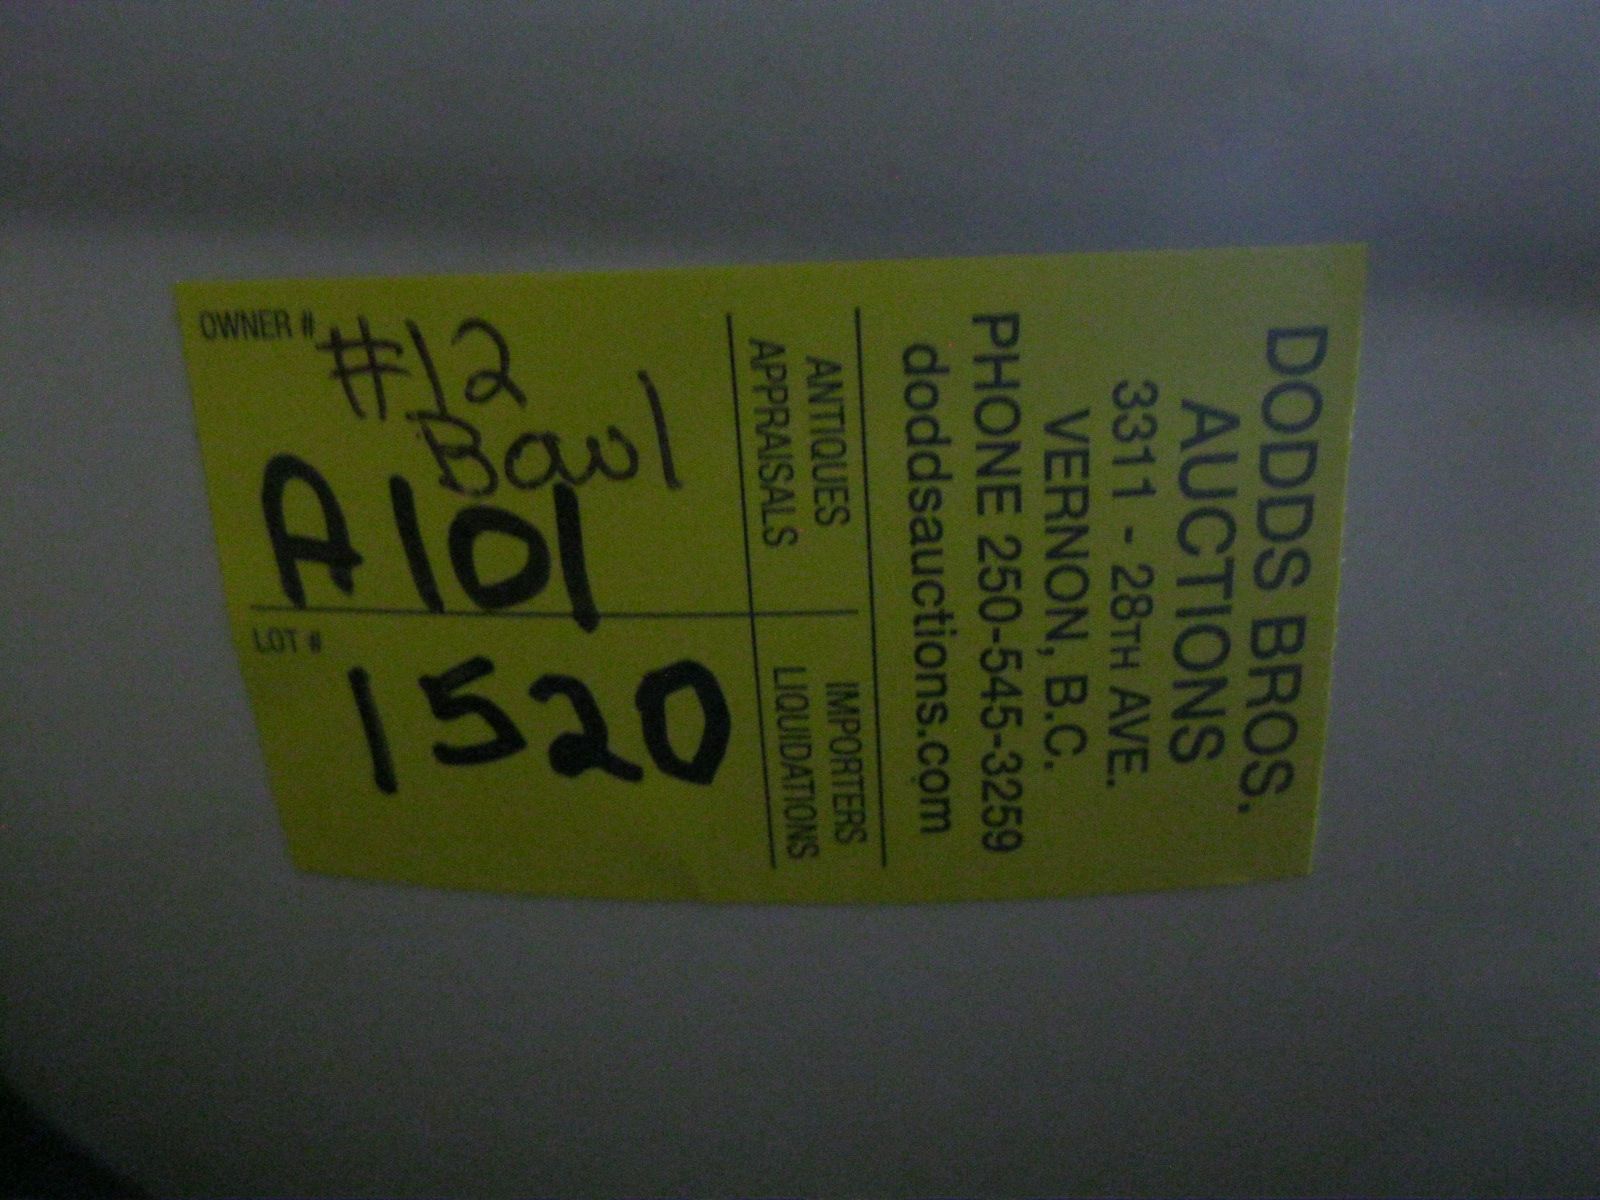 DODDS BROS.
AUCTIONS
3311 - 28TH AVE.
VERNON, B.C.
PHONE 250-545-3259
doddsauctions.com
ANTIQUES
APPRAISALS
IMPORTERS
LIQUIDATIONS
OWNER #
#12
Bowl
A101
LOT #
1520